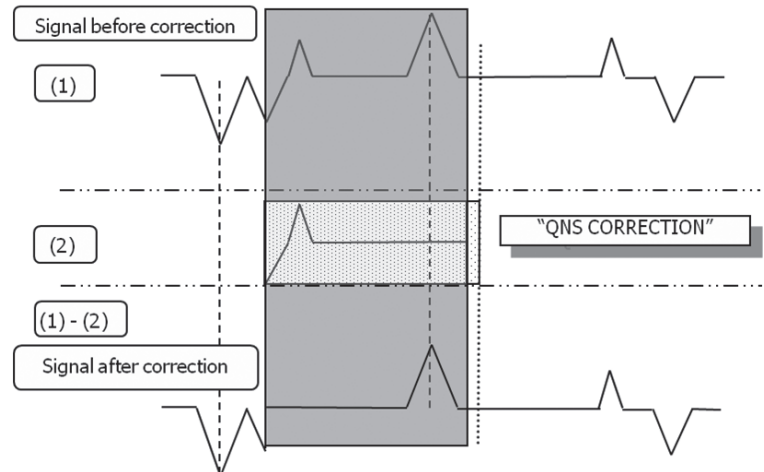 Signal before correction
(1)
(2)
“QNS CORRECTION”
(1) - (2)
Signal after correction